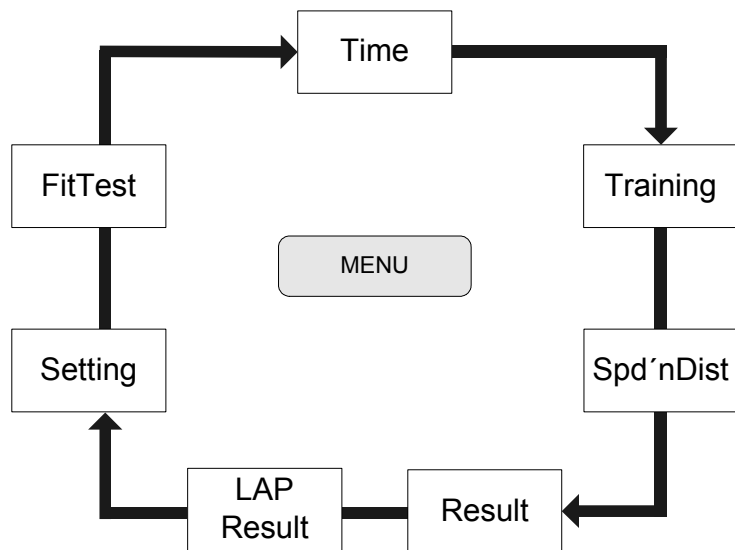 Time
FitTest
Training
MENU
Setting
Spd´nDist
LAP
Result
Result